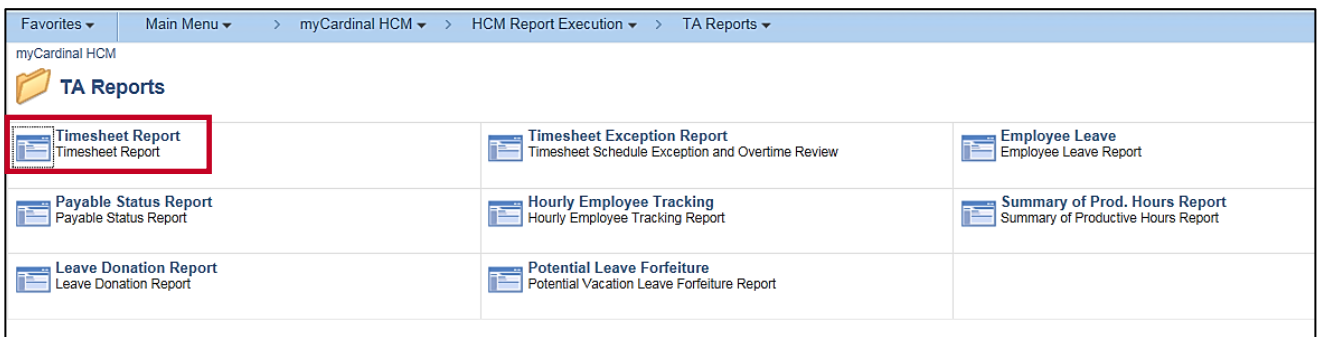 Favorites Main Menu > myCardinal HCM > HCM Report Execution > TA Reports
myCardinal HCM
TA Reports
Timesheet Report
Timesheet Report
Timesheet Exception Report
Timesheet Schedule Exception and Overtime Review
Employee Leave
Employee Leave Report
Payable Status Report
Payable Status Report
Hourly Employee Tracking
Hourly Employee Tracking Report
Summary of Prod. Hours Report
Summary of Productive Hours Report
Leave Donation Report
Leave Donation Report
Potential Leave Forfeiture
Potential Vacation Leave Forfeiture Report